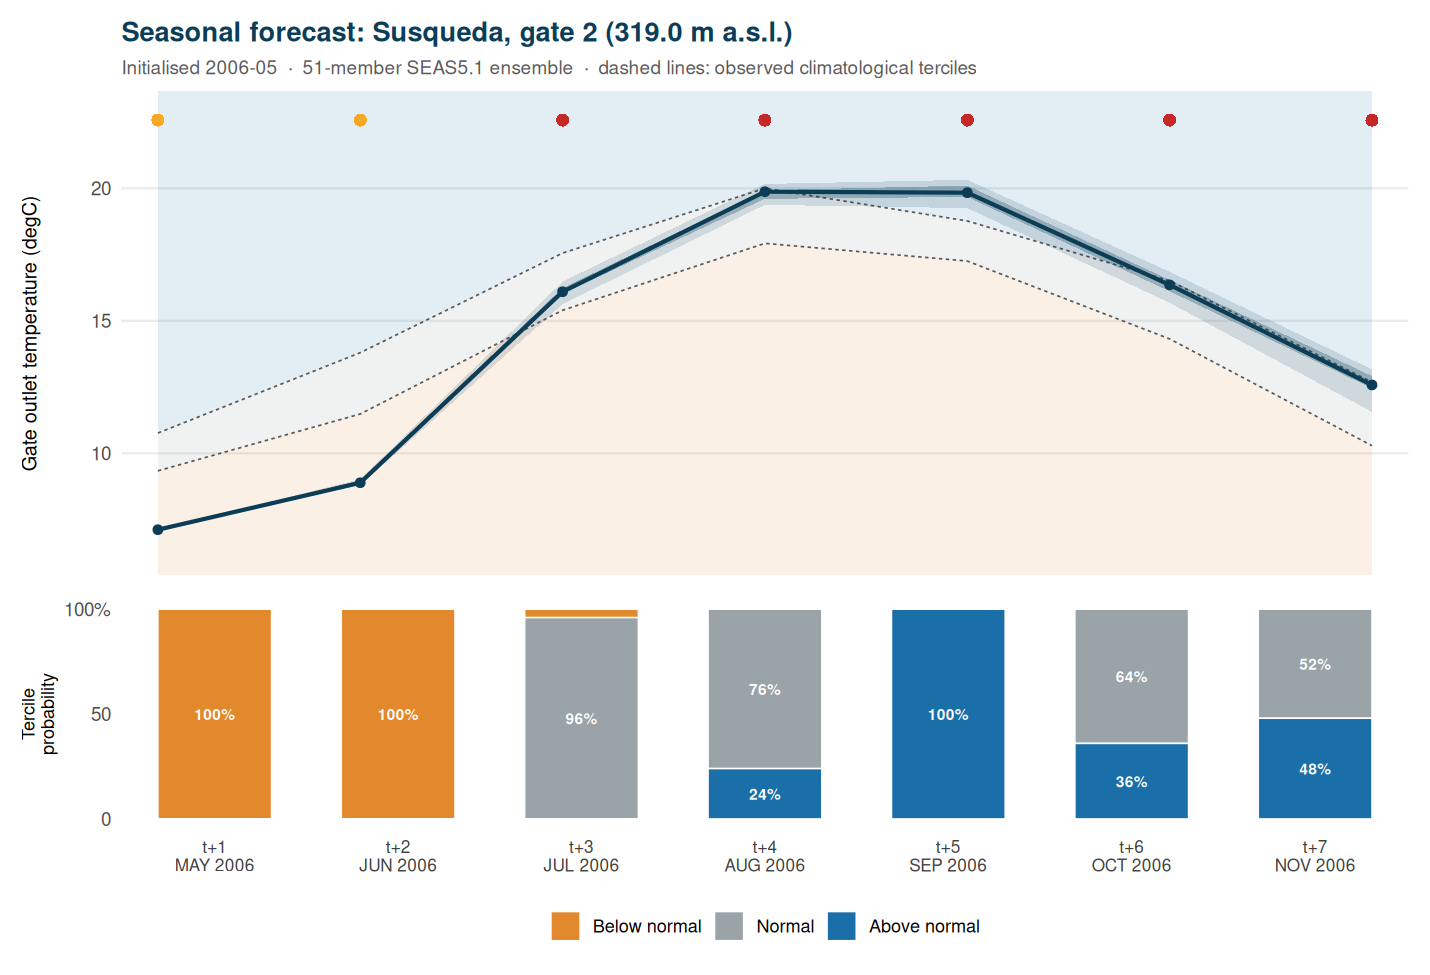 Seasonal forecast: Susqueda, gate 2 (319.0 m a.s.l.)
Initialised 2006-05 · 51-member SEAS5.1 ensemble · dashed lines: observed climatological terciles
Gate outlet temperature (degC)
20
15
10
Tercile
probability
100%
50
0
100%
100%
96%
76%
24%
100%
64%
36%
52%
48%
t+1
MAY 2006
t+2
JUN 2006
t+3
JUL 2006
t+4
AUG 2006
t+5
SEP 2006
t+6
OCT 2006
t+7
NOV 2006
Below normal
Normal
Above normal